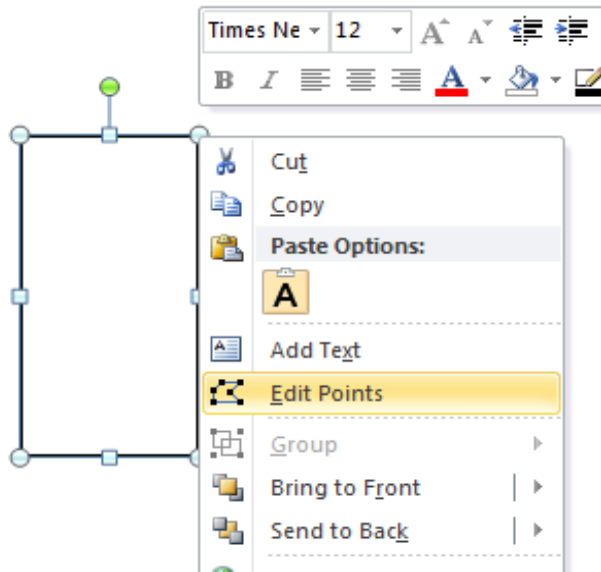 Times Ne 12 A A
B I A
Cut
Copy
Paste Options:
A
Add Text
Edit Points
Group
Bring to Front
Send to Back